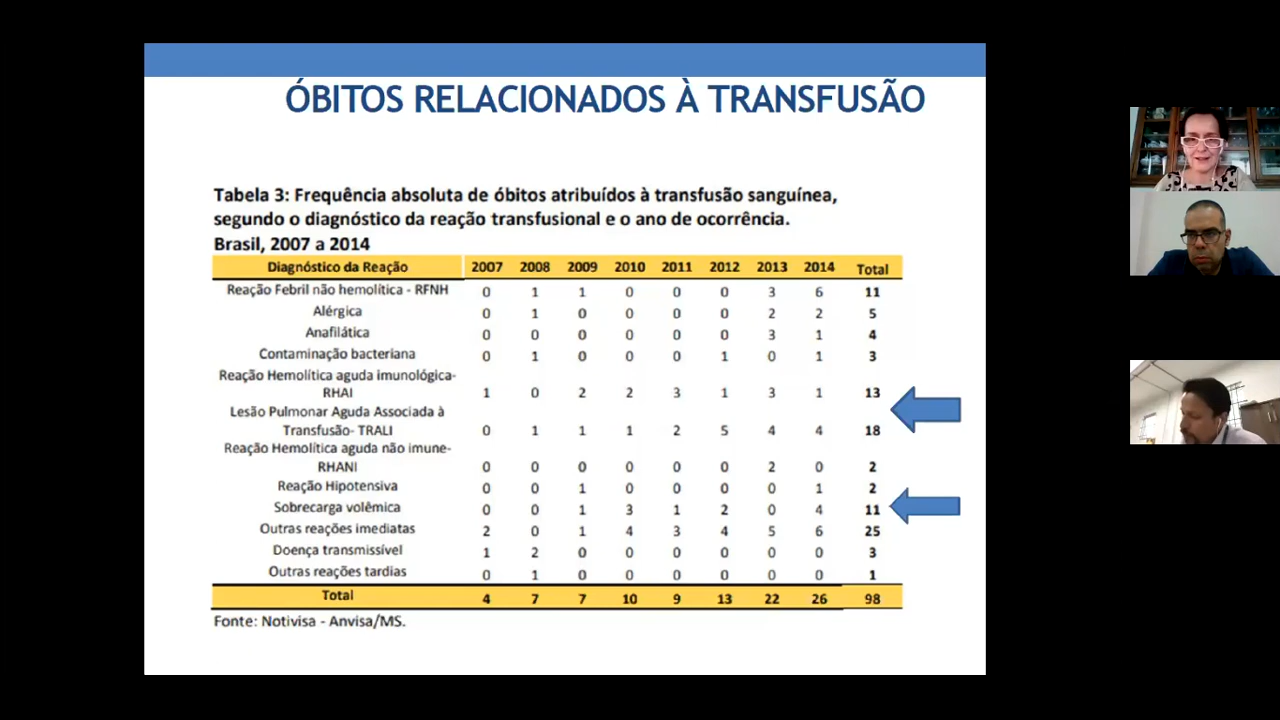 ÓBITOS RELACIONADOS À TRANSFUSÃO
Tabela 3: Frequência absoluta de óbitos atribuídos à transfusão sanguínea,
segundo o diagnóstico da reação transfusional e o ano de ocorrência.
Brasil, 2007 a 2014
Diagnóstico da Reação 2007 2008 2009 2010 2011 2012 2013 2014 Total
Reação Febril não hemolítica - RFNH 0 1 1 0 0 0 3 6 11
Alérgica 0 1 0 0 0 0 2 2 5
Anafilática 0 0 0 0 0 0 3 1 4
Contaminação bacteriana 0 1 0 0 0 1 0 1 3
Reação Hemolítica aguda imunológica-
RHAI 1 0 2 2 3 1 3 1 13
Lesão Pulmonar Aguda Associada à
Transfusão- TRALI 0 1 1 1 2 5 4 4 18
Reação Hemolítica aguda não imune-
RHANI 0 0 0 0 0 0 2 0 2
Reação Hipotensiva 0 0 1 0 0 0 0 1 2
Sobrecarga volêmica 0 0 1 3 1 2 0 4 11
Outras reações imediatas 2 0 1 4 3 4 5 6 25
Doença transmissível 1 2 0 0 0 0 0 0 3
Outras reações tardias 0 1 0 0 0 0 0 0 1
Total 4 7 7 10 9 13 22 26 98
Fonte: Notivisa - Anvisa/MS.